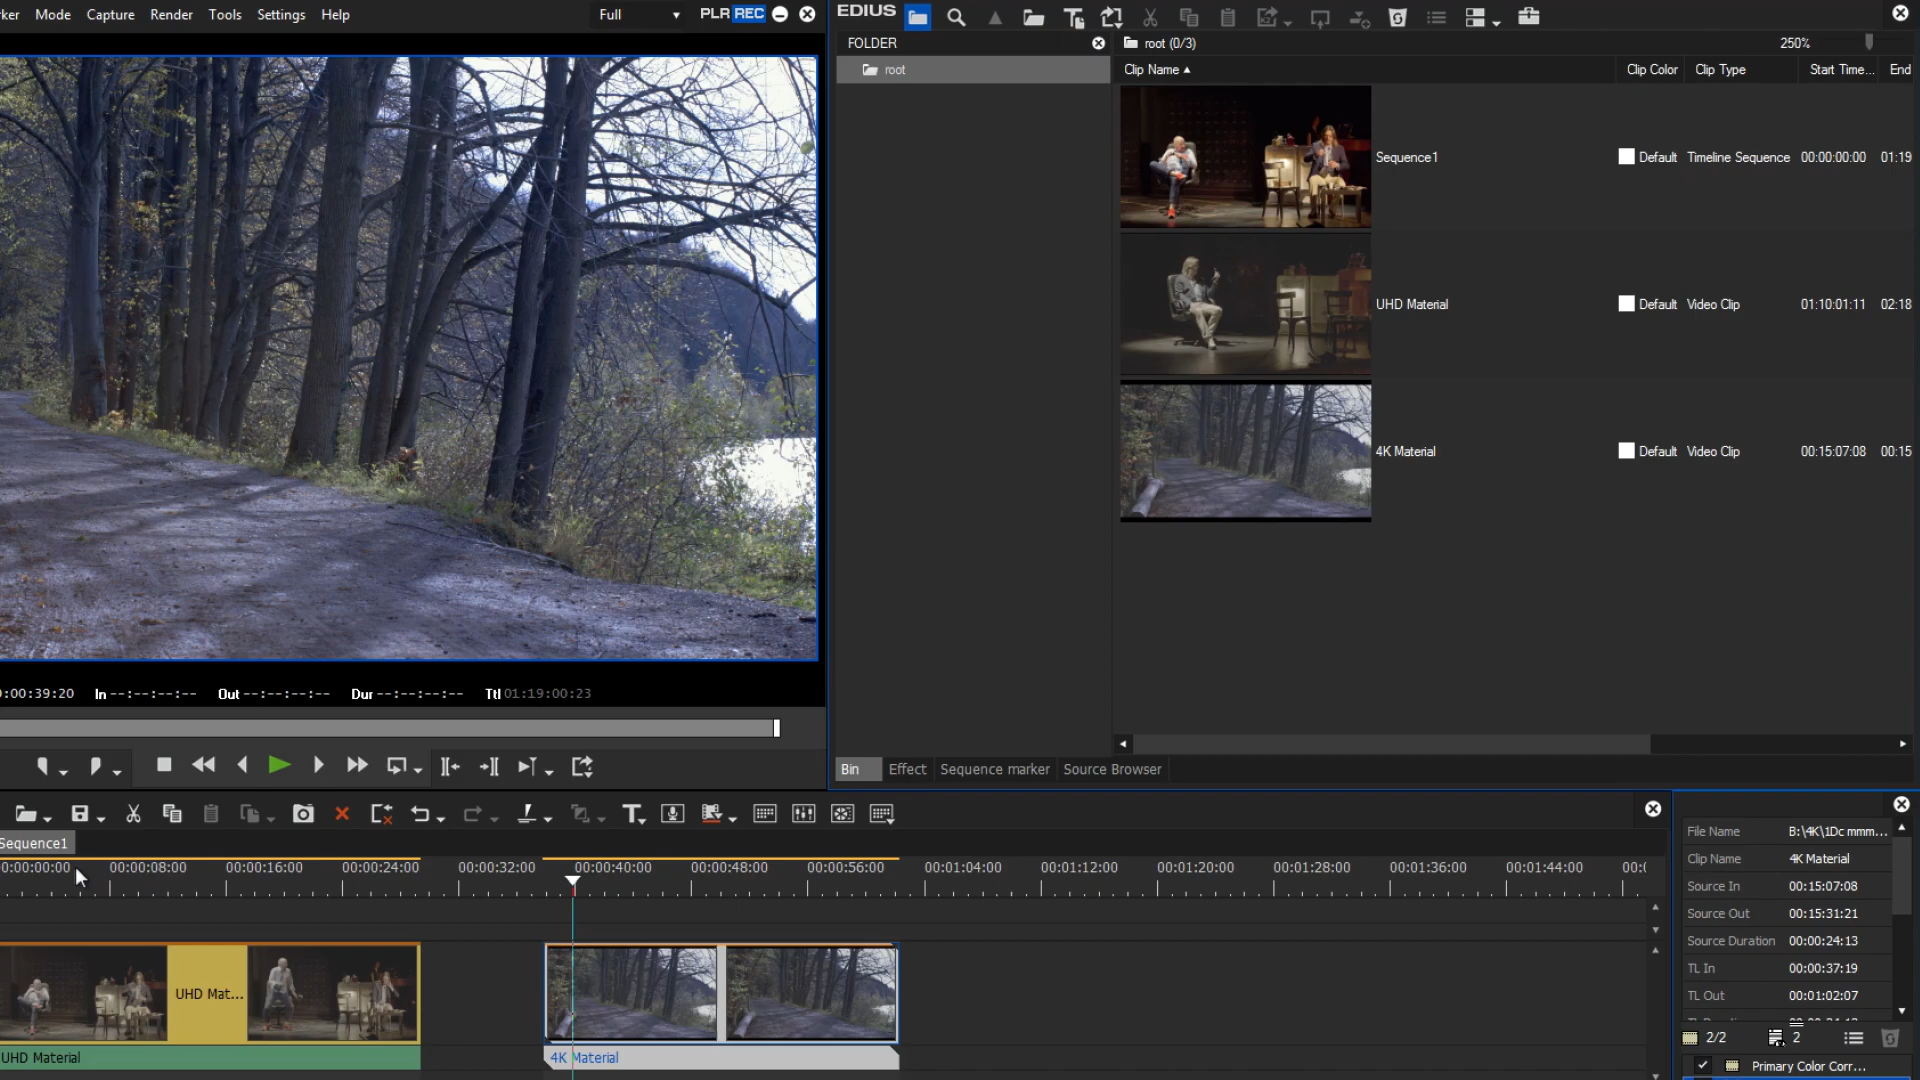 ker Mode Capture Render Tools Settings Help
Full PLR REC
EDIUS
FOLDER
root (0/3)
250%
root
Clip Name Clip Color Clip Type Start Time... End
Sequence1 Default Timeline Sequence 00:00:00:00 01:19
UHD Material Default Video Clip 01:10:01:11 02:18
4K Material Default Video Clip 00:15:07:08 00:15
:00:39:20 In --:--:--:-- Out --:--:--:-- Dur --:--:--:-- Ttl 01:19:00:23
Bin Effect Sequence marker Source Browser
Sequence1
0:00:00:00 00:00:08:00 00:00:16:00 00:00:24:00 00:00:32:00 00:00:40:00 00:00:48:00 00:00:56:00 00:01:04:00 00:01:12:00 00:01:20:00 00:01:28:00 00:01:36:00 00:01:44:00 00:(
UHD Mat...
UHD Material
4K Material
File Name B:\4K\1Dc mmm...
Clip Name 4K Material
Source In 00:15:07:08
Source Out 00:15:31:21
Source Duration 00:00:24:13
TL In 00:00:37:19
TL Out 00:01:02:07
2/2 2
Primary Color Corr...